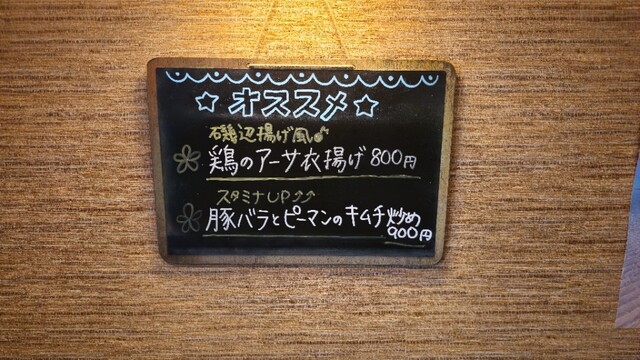 ☆オススメ☆
磯辺揚げ風♪
鶏のアーサ衣揚げ 800円
スタミナUP↑↑
豚バラとピーマンのキムチ炒め
900円